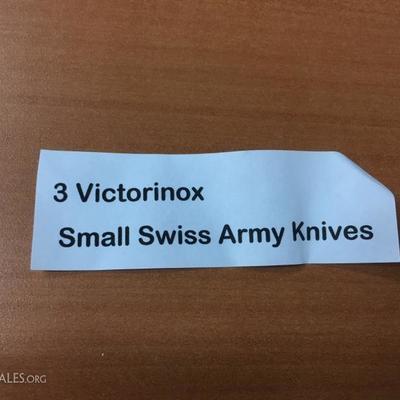 3 Victorinox
Small Swiss Army Knives
ALES.ORG